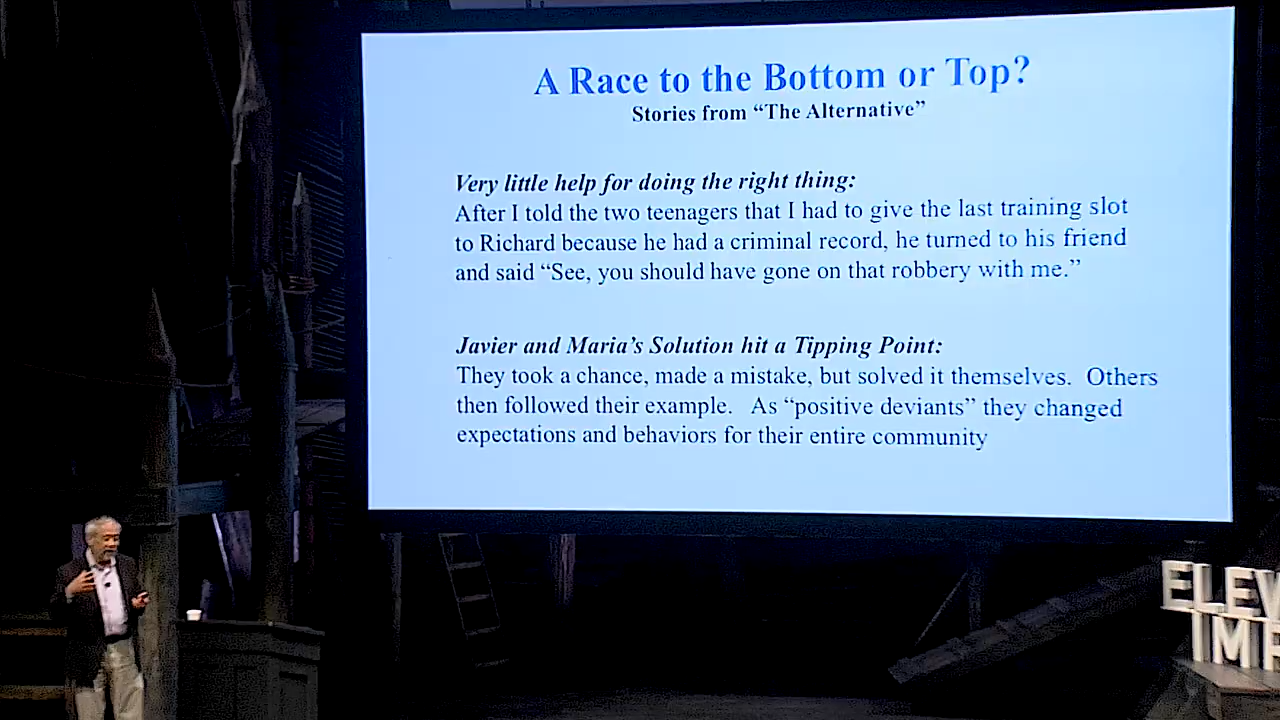 A Race to the Bottom or Top?
Stories from “The Alternative”
Very little help for doing the right thing:
After I told the two teenagers that I had to give the last training slot
to Richard because he had a criminal record, he turned to his friend
and said “See, you should have gone on that robbery with me.”
Javier and Maria’s Solution hit a Tipping Point:
They took a chance, made a mistake, but solved it themselves.  Others
then followed their example.   As “positive deviants” they changed
expectations and behaviors for their entire community